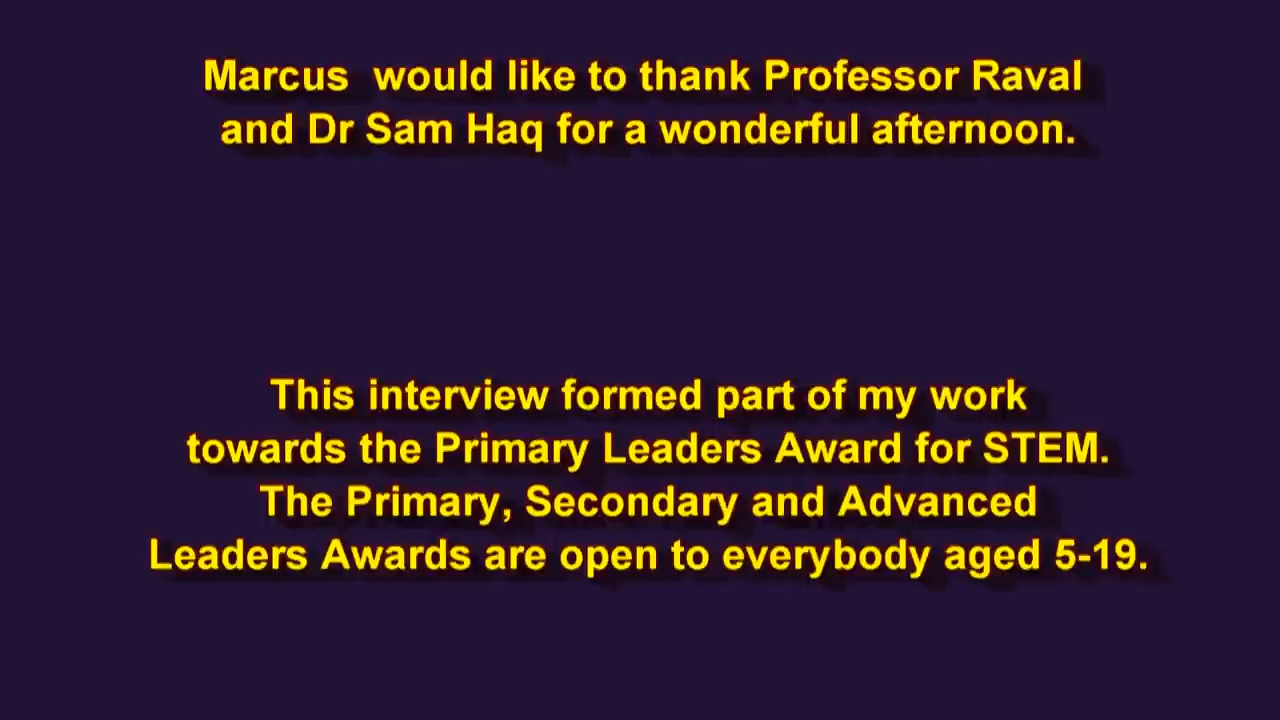 Marcus  would like to thank Professor Raval
and Dr Sam Haq for a wonderful afternoon.
This interview formed part of my work
towards the Primary Leaders Award for STEM.
The Primary, Secondary and Advanced
Leaders Awards are open to everybody aged 5-19.